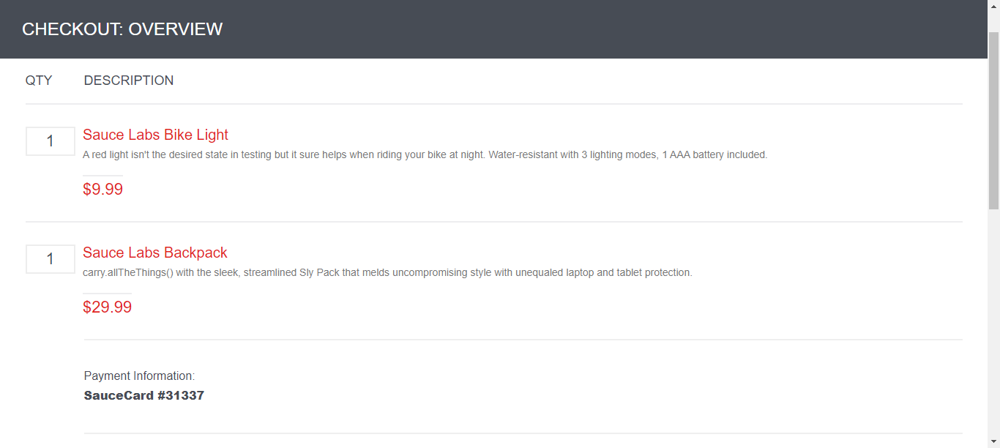 CHECKOUT: OVERVIEW
QTY DESCRIPTION
1 Sauce Labs Bike Light
A red light isn't the desired state in testing but it sure helps when riding your bike at night. Water-resistant with 3 lighting modes, 1 AAA battery included.
$9.99
1 Sauce Labs Backpack
carry.allTheThings() with the sleek, streamlined Sly Pack that melds uncompromising style with unequaled laptop and tablet protection.
$29.99
Payment Information:
SauceCard #31337